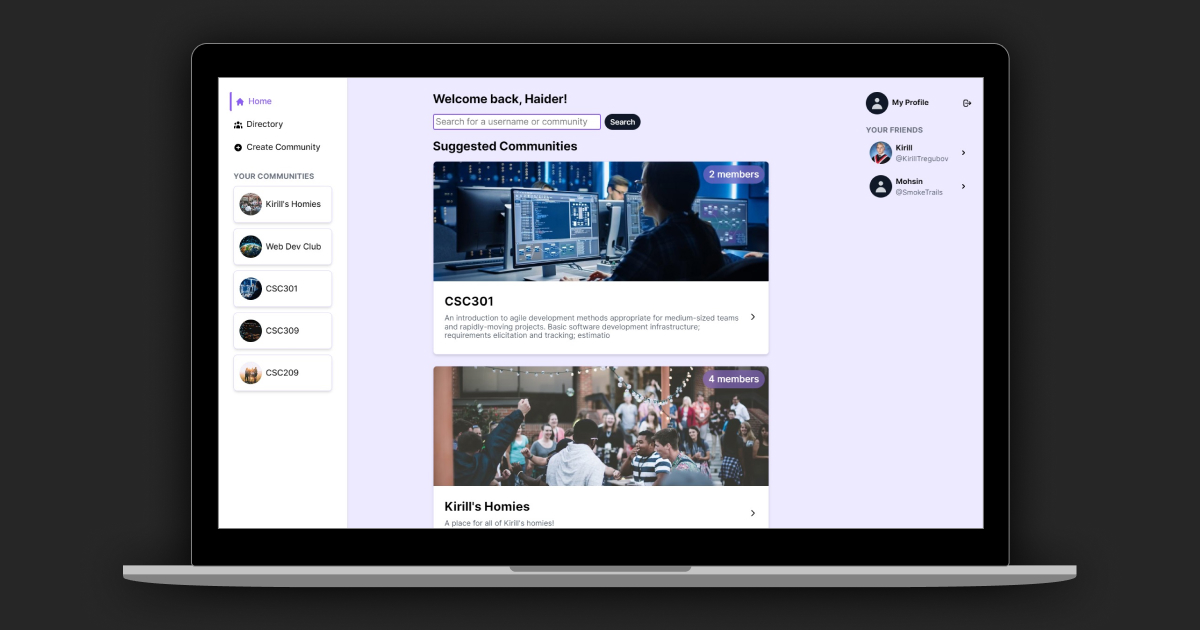 Home
Directory
Create Community
YOUR COMMUNITIES
Kirill's Homies
Web Dev Club
CSC301
CSC309
CSC209
Welcome back, Haider!
Search for a username or community
Search
Suggested Communities
2 members
CSC301
An introduction to agile development methods appropriate for medium-sized teams
and rapidly-moving projects. Basic software development infrastructure;
requirements elicitation and tracking; estimatio
4 members
Kirill's Homies
A place for all of Kirill's homies!
My Profile
YOUR FRIENDS
Kirill
@KirillTregubov
Mohsin
@SmokeTrails